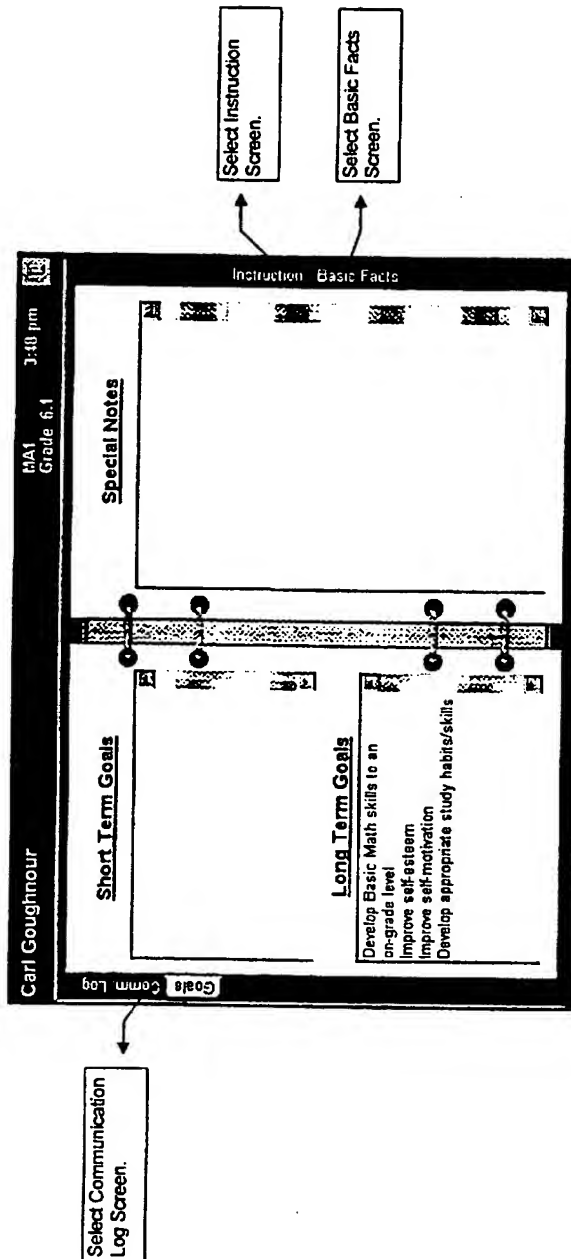 Carl Goughnour
MA1
Grade 6.1
3:48 pm
Comm. Log
Goals
Short Term Goals
Long Term Goals
Develop Basic Math skills to an
on-grade level
Improve self-esteem
Improve self-motivation
Develop appropriate study habits/skills
Special Notes
Instruction
Basic Facts
Select Communication
Log Screen.
Select Instruction
Screen.
Select Basic Facts
Screen.